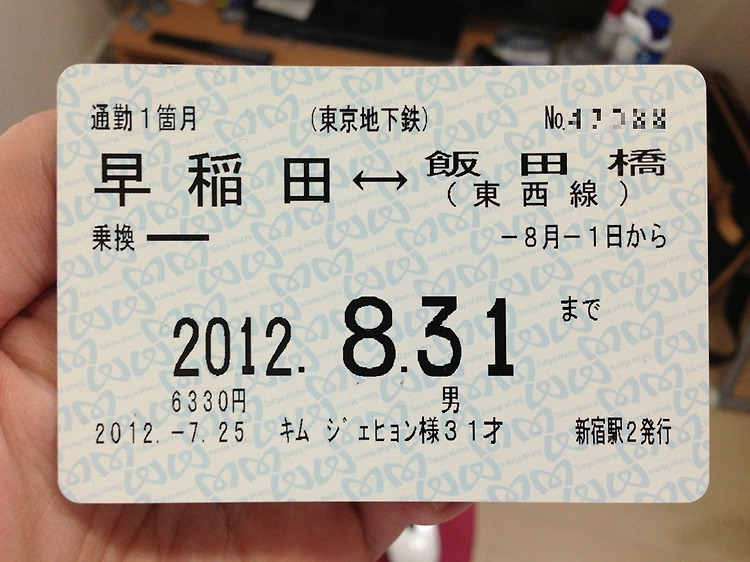 通勤1箇月 (東京地下鉄) No.
早稲田↔飯田橋
(東西線)
乗換 ━━ -8月-1日から
2012. 8.31 まで
6330円 男
2012.-7.25 キム ジェヒョン様31才 新宿駅2発行